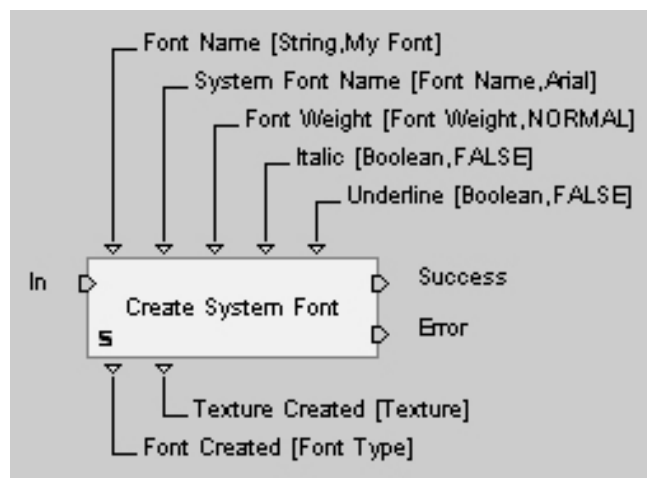 Font Name [String,My Font]
System Font Name [Font Name,Arial]
Font Weight [Font Weight,NORMAL]
Italic [Boolean,FALSE]
Underline [Boolean,FALSE]
In
Success
Create System Font
Error
S
Texture Created [Texture]
Font Created [Font Type]